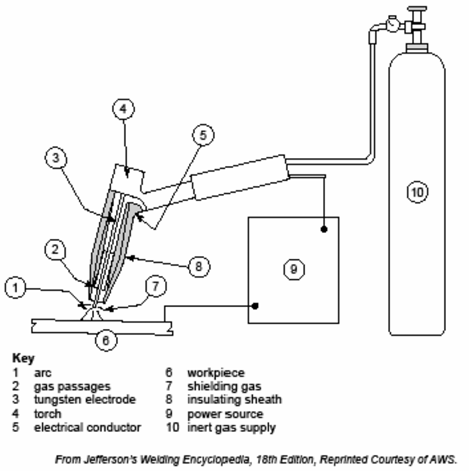 4
5
3
10
2
8
9
1
7
6
Key
1 arc 6 workpiece
2 gas passages 7 shielding gas
3 tungsten electrode 8 insulating sheath
4 torch 9 power source
5 electrical conductor 10 inert gas supply
From Jefferson's Welding Encyclopedia, 18th Edition, Reprinted Courtesy of AWS.